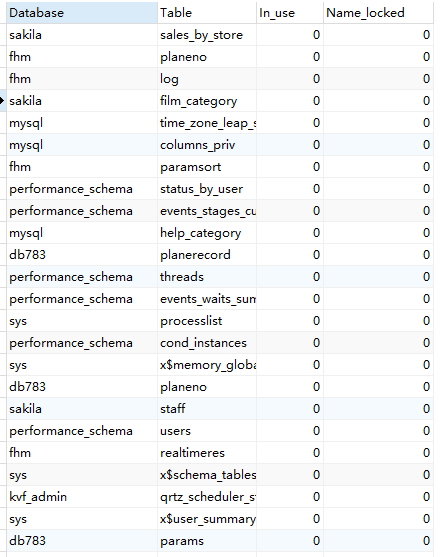 Database Table In_use Name_locked
sakila sales_by_store 0 0
fhm planeno 0 0
fhm log 0 0
sakila film_category 0 0
mysql time_zone_leap_s 0 0
mysql columns_priv 0 0
fhm paramsort 0 0
performance_schema status_by_user 0 0
performance_schema events_stages_cu 0 0
mysql help_category 0 0
db783 planerecord 0 0
performance_schema threads 0 0
performance_schema events_waits_sum 0 0
sys processlist 0 0
performance_schema cond_instances 0 0
sys x$memory_globa 0 0
db783 planeno 0 0
sakila staff 0 0
performance_schema users 0 0
fhm realtimeres 0 0
sys x$schema_tables 0 0
kvf_admin qrtz_scheduler_s 0 0
sys x$user_summary 0 0
db783 params 0 0